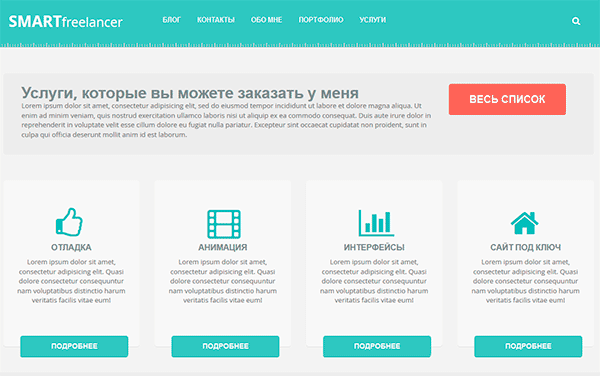 SMARTfreelancer
БЛОГ КОНТАКТЫ ОБО МНЕ ПОРТФОЛИО УСЛУГИ
Услуги, которые вы можете заказать у меня
Lorem ipsum dolor sit amet, consectetur adipisicing elit, sed do eiusmod tempor incididunt ut labore et dolore magna aliqua. Ut
enim ad minim veniam, quis nostrud exercitation ullamco laboris nisi ut aliquip ex ea commodo consequat. Duis aute irure dolor in
reprehenderit in voluptate velit esse cillum dolore eu fugiat nulla pariatur. Excepteur sint occaecat cupidatat non proident, sunt in
culpa qui officia deserunt mollit anim id est laborum.
ВЕСЬ СПИСОК
ОТЛАДКА
Lorem ipsum dolor sit amet,
consectetur adipisicing elit. Quasi
dolore consectetur consequuntur
nam voluptatibus distinctio harum
veritatis facilis vitae eum!
ПОДРОБНЕЕ
АНИМАЦИЯ
Lorem ipsum dolor sit amet,
consectetur adipisicing elit. Quasi
dolore consectetur consequuntur
nam voluptatibus distinctio harum
veritatis facilis vitae eum!
ПОДРОБНЕЕ
ИНТЕРФЕЙСЫ
Lorem ipsum dolor sit amet,
consectetur adipisicing elit. Quasi
dolore consectetur consequuntur
nam voluptatibus distinctio harum
veritatis facilis vitae eum!
ПОДРОБНЕЕ
САЙТ ПОД КЛЮЧ
Lorem ipsum dolor sit amet,
consectetur adipisicing elit. Quasi
dolore consectetur consequuntur
nam voluptatibus distinctio harum
veritatis facilis vitae eum!
ПОДРОБНЕЕ